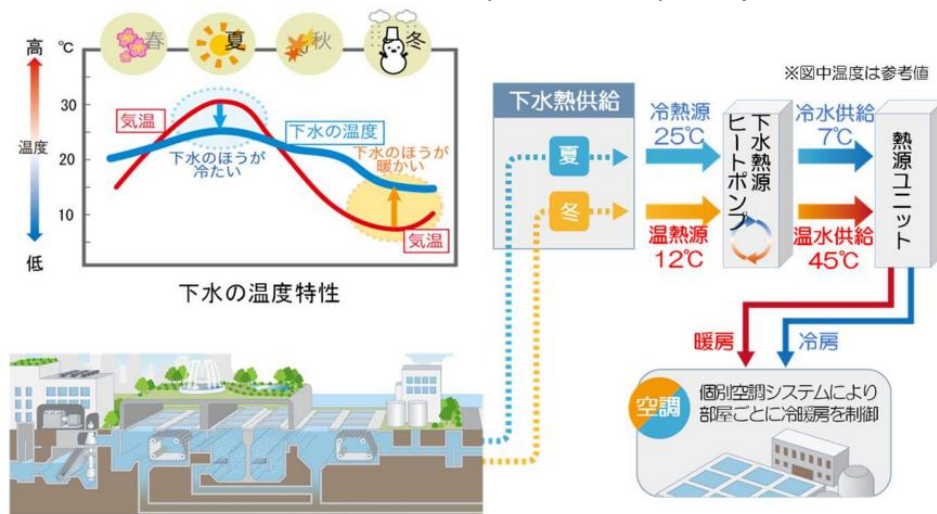 春
夏
秋
冬
高
℃
30
温度
20
10
低
気温
下水の温度
下水のほうが
冷たい
下水のほうが
暖かい
気温
下水の温度特性
※図中温度は参考値
下水熱供給
夏
冬
冷熱源
25℃
温熱源
12℃
下水熱源
ヒートポンプ
冷水供給
7℃
温水供給
45℃
熱源ユニット
暖房
冷房
空調
個別空調システムにより
部屋ごとに冷暖房を制御